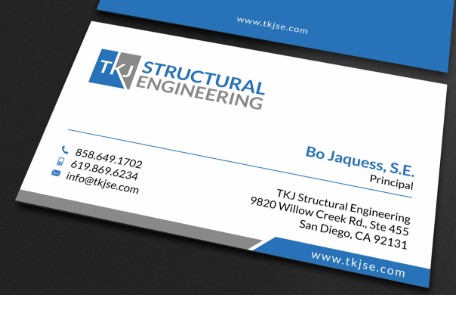 www.tkjse.com
TKJ
STRUCTURAL
ENGINEERING
Bo Jaquess, S.E.
Principal
858.649.1702
619.869.6234
info@tkjse.com
TKJ Structural Engineering
9820 Willow Creek Rd., Ste 455
San Diego, CA 92131
www.tkjse.com